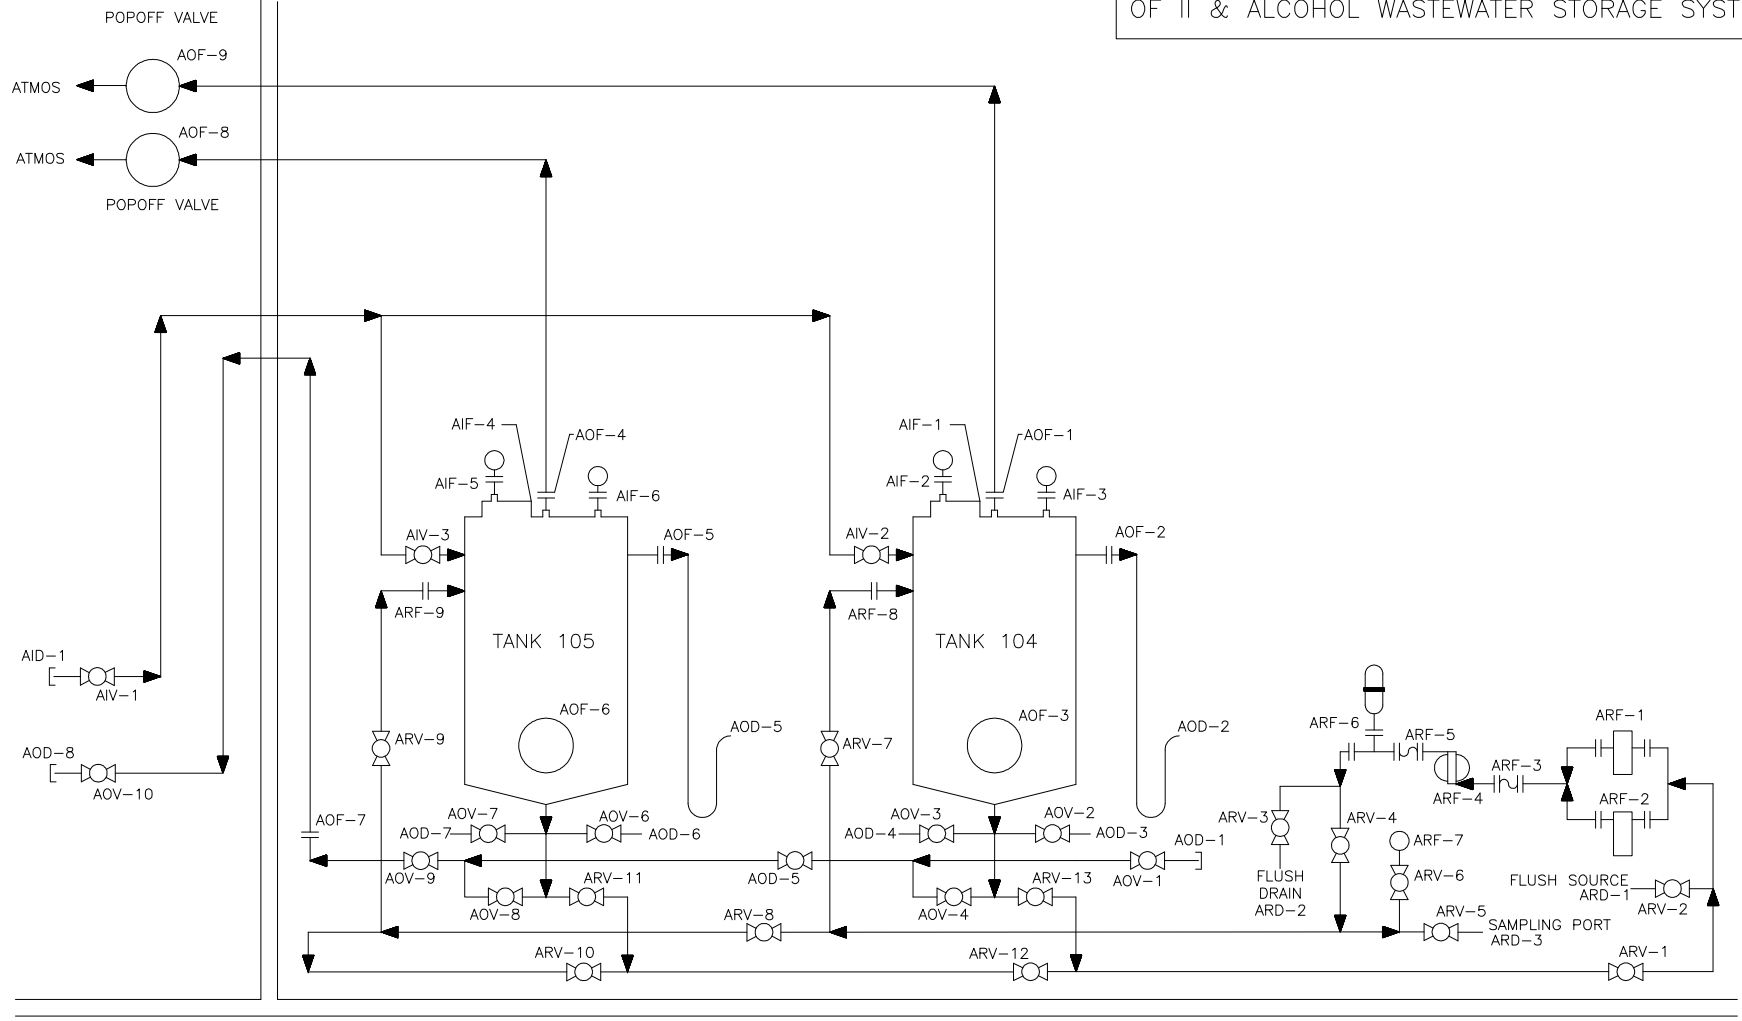 POPOFF VALVE
OF II & ALCOHOL WASTEWATER STORAGE SYST
AOF-9
ATMOS
AOF-8
ATMOS
POPOFF VALVE
AIF-4
AOF-4
AIF-1
AOF-1
AIF-5
AIF-6
AIF-2
AIF-3
AIV-3
AOF-5
AIV-2
AOF-2
ARF-9
ARF-8
TANK 105
TANK 104
AID-1
AIV-1
AOF-6
AOF-3
AOD-5
AOD-2
ARF-6
ARF-5
ARF-1
ARV-9
ARV-7
AOD-8
AOV-10
ARF-3
ARF-4
ARF-2
AOF-7
AOV-7
AOV-6
AOD-7
AOD-6
AOV-3
AOV-2
AOD-4
AOD-3
AOD-1
ARV-3
ARV-4
ARF-7
AOV-9
ARV-11
AOD-5
ARV-13
AOV-1
FLUSH
DRAIN
ARD-2
ARV-6
FLUSH SOURCE
ARD-1
ARV-2
AOV-8
ARV-8
AOV-4
ARV-5
SAMPLING PORT
ARD-3
ARV-10
ARV-12
ARV-1